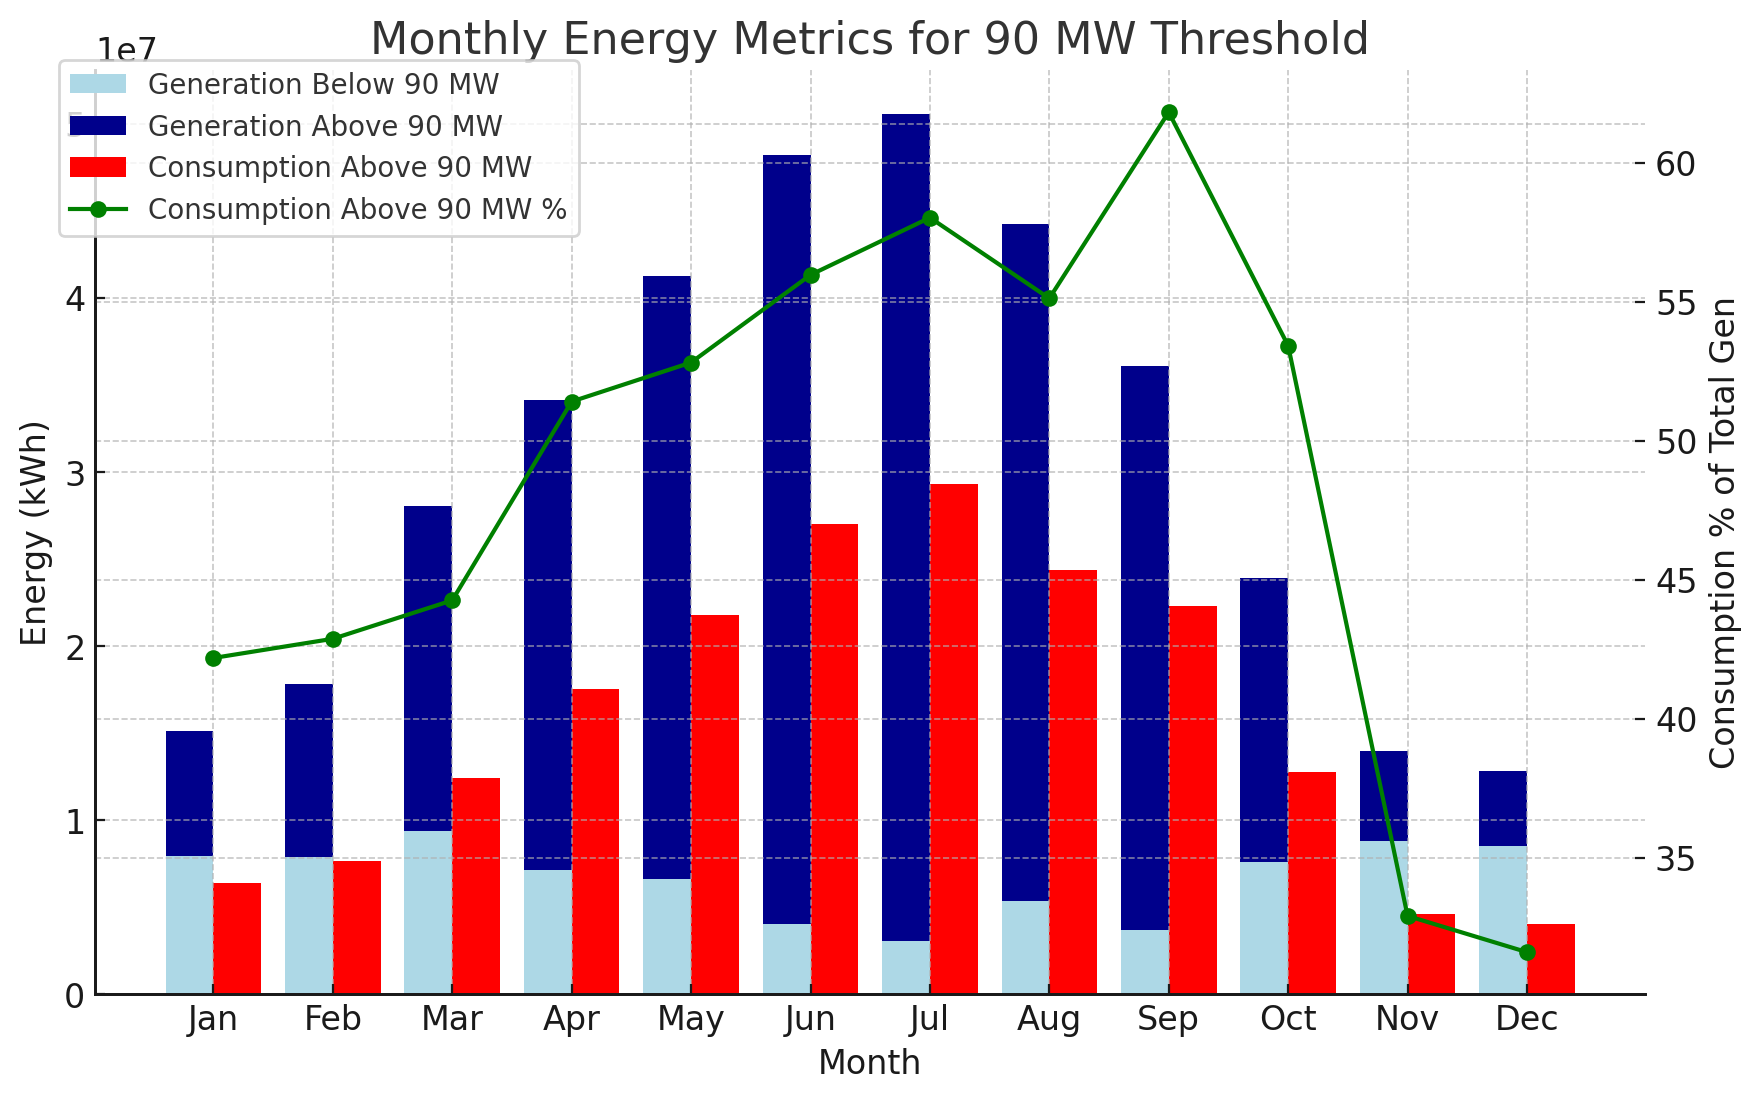 Monthly Energy Metrics for 90 MW Threshold
1e7
Generation Below 90 MW
Generation Above 90 MW
Consumption Above 90 MW
Consumption Above 90 MW %
5
4
3
2
1
0
Energy (kWh)
60
55
50
45
40
35
Consumption % of Total Gen
Jan Feb Mar Apr May Jun Jul Aug Sep Oct Nov Dec
Month